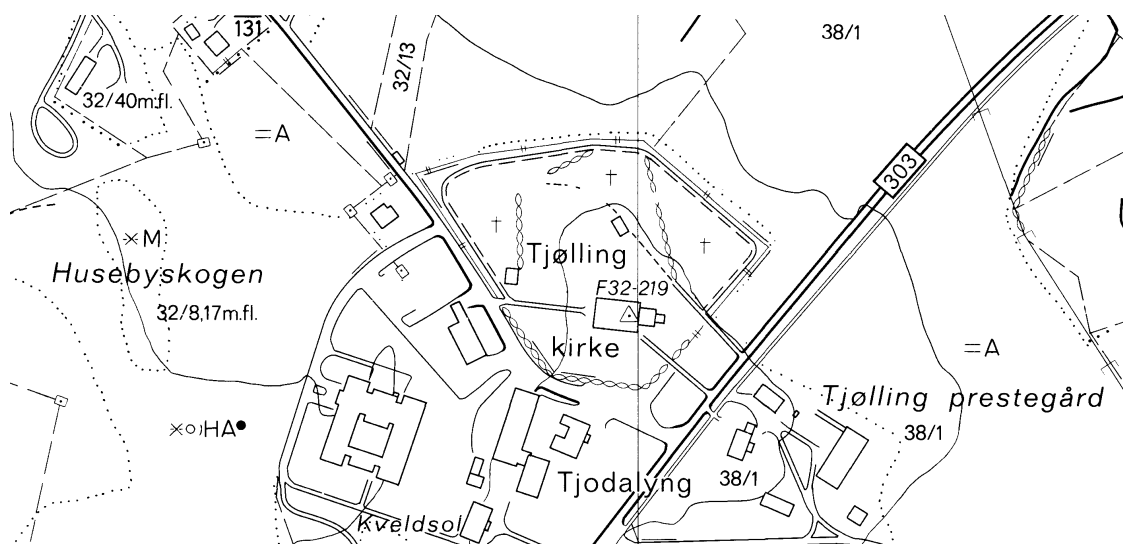 131
38/1
32/13
32/40m.fl.
=A
303
M
Husebyskogen
Tjølling
F32-219
32/8,17m.fl.
kirke
=A
Tjølling prestegård
38/1
HA
Tjodalyng
38/1
Kveldsol